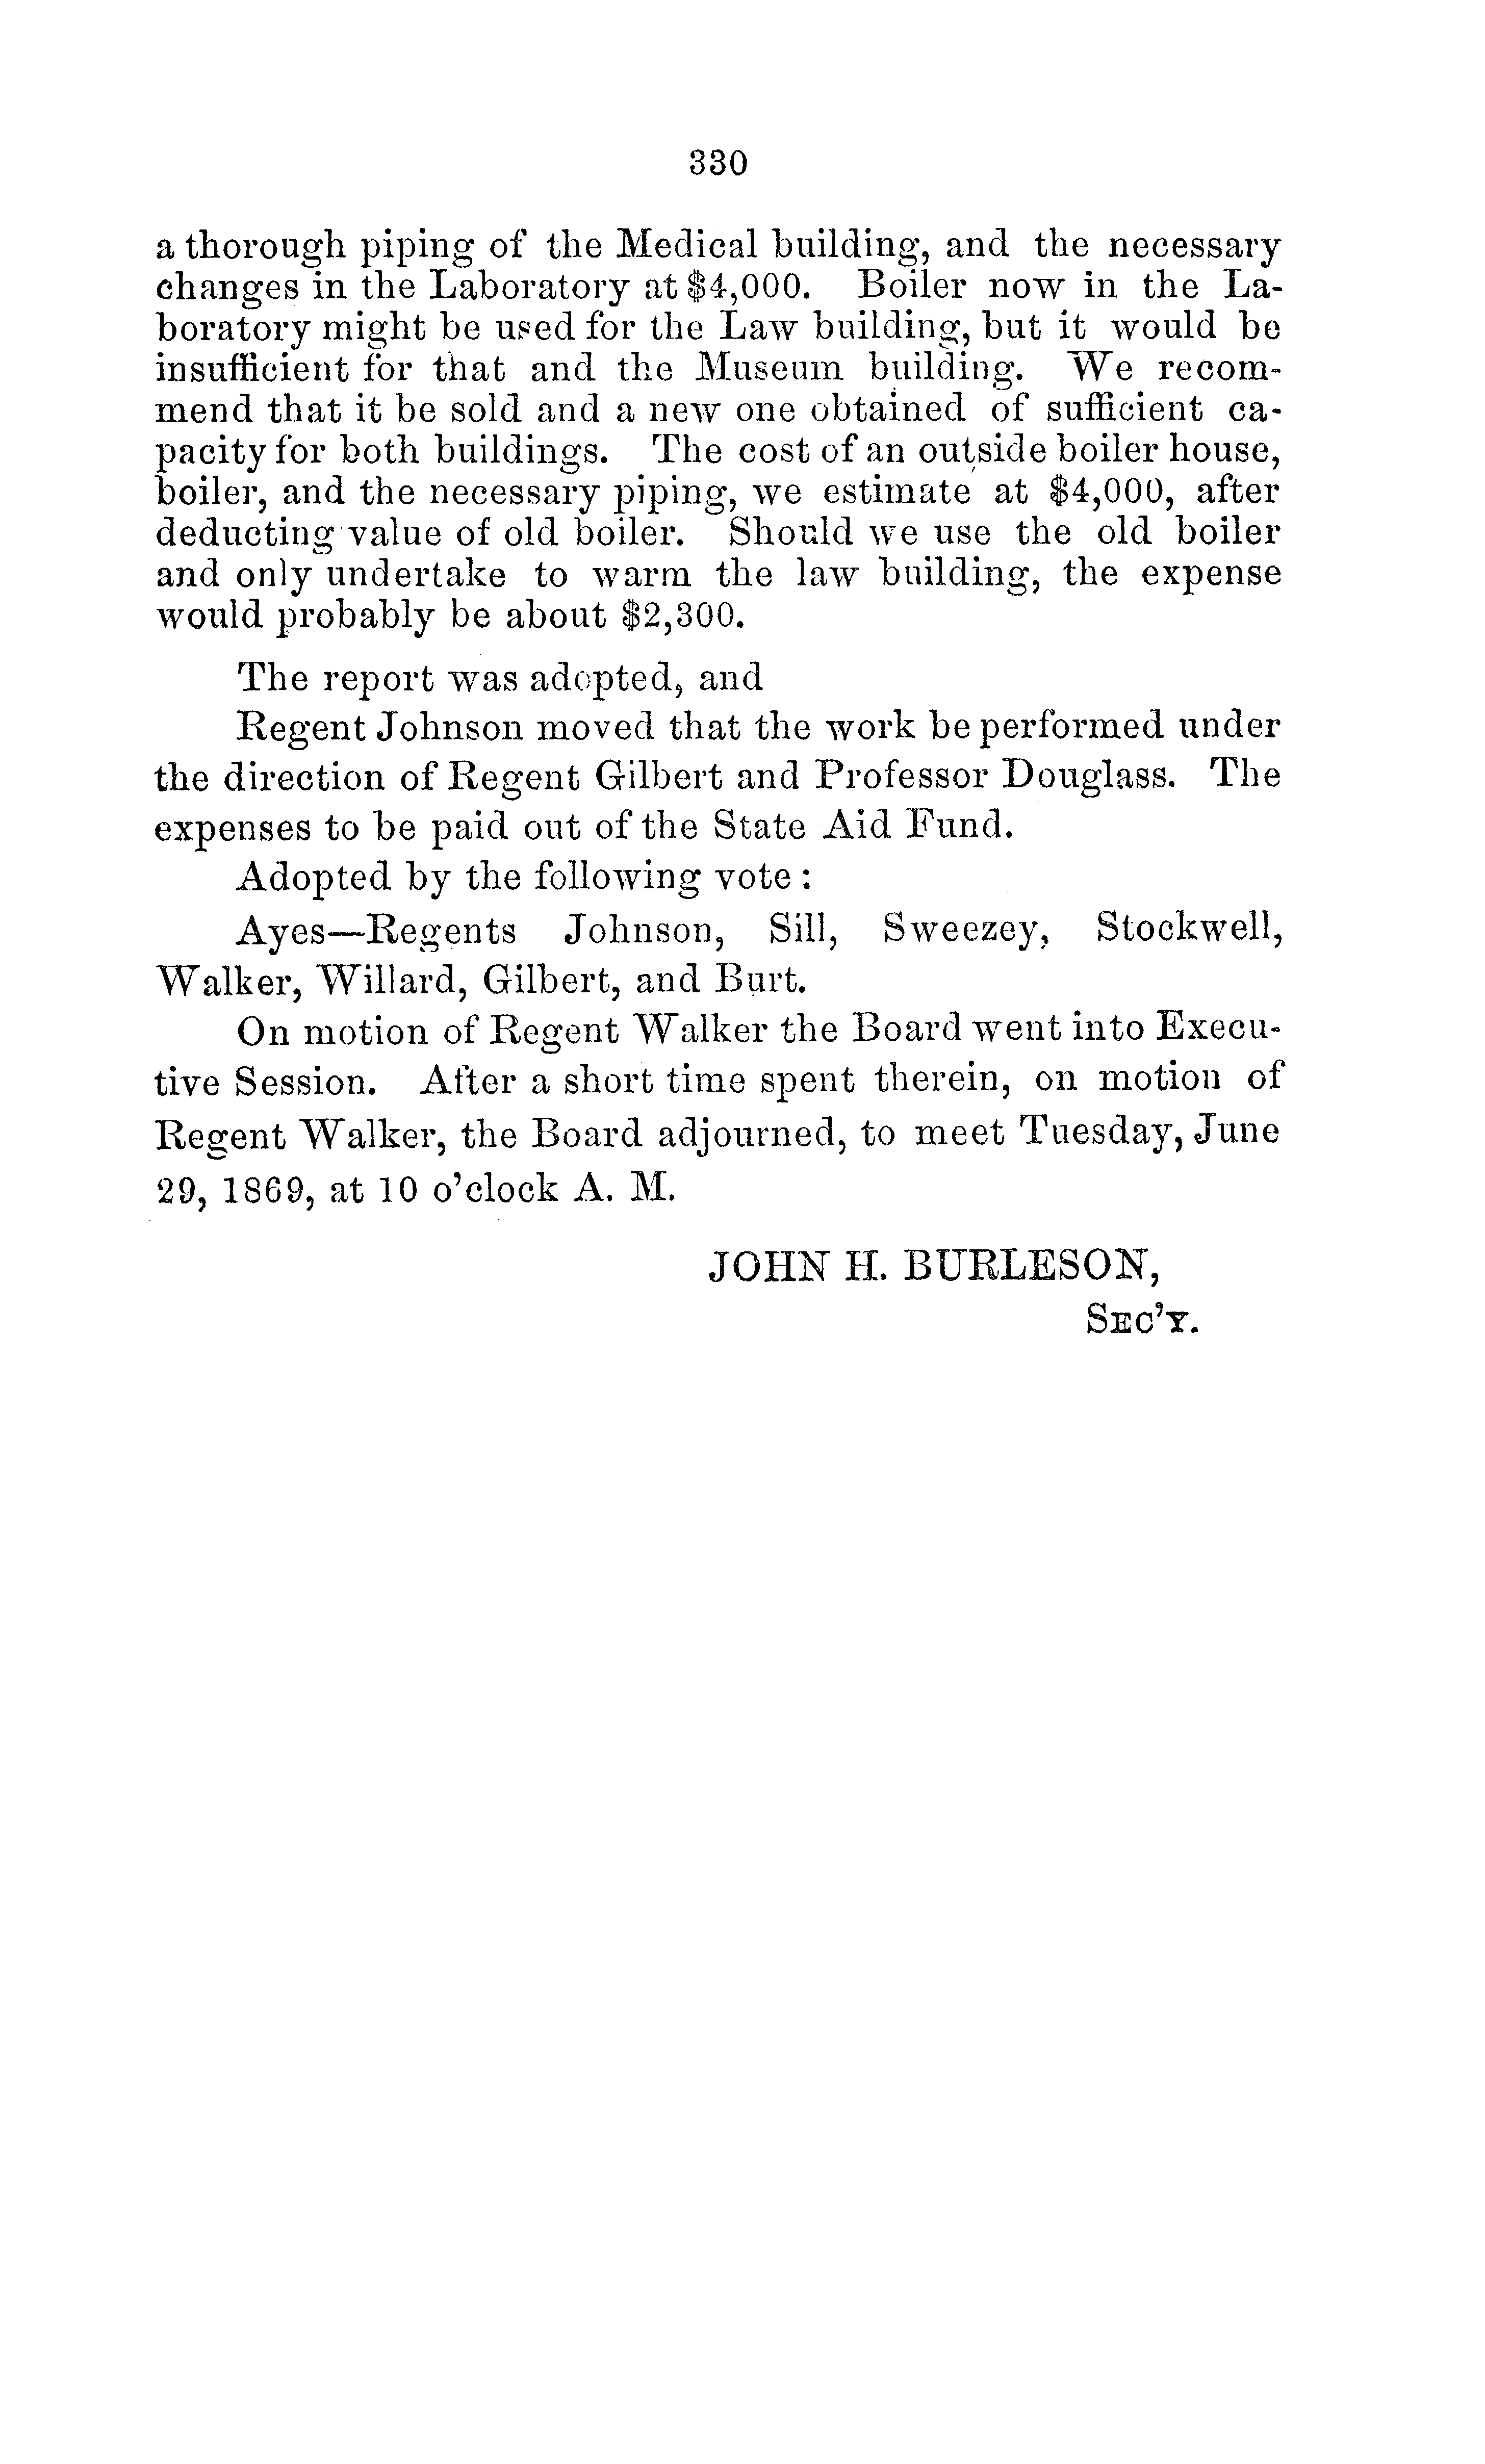 330
a thorough piping of the Medical building, and the necessary
changes in the Laboratory at $4,000. Boiler now in the La-
boratory might be used for the Law building, but it would be
insufficient for that and the Museum building. We recom-
mend that it be sold and a new one obtained of sufficient ca-
pacity for both buildings. The cost of an outside boiler house,
boiler, and the necessary piping, we estimate at $4,000, after
deducting value of old boiler. Should we use the old boiler
and only undertake to warm the law building, the expense
would probably be about $2,300.
The report was adopted, and
Regent Johnson moved that the work be performed under
the direction of Regent Gilbert and Professor Douglass. The
expenses to be paid out of the State Aid Fund.
Adopted by the following vote :
Ayes—Regents Johnson, Sill, Sweezey, Stockwell,
Walker, Willard, Gilbert, and Burt.
On motion of Regent Walker the Board went into Execu-
tive Session. After a short time spent therein, on motion of
Regent Walker, the Board adjourned, to meet Tuesday, June
29, 1869, at 10 o'clock A. M.
JOHN H. BURLESON,
SEC'Y.